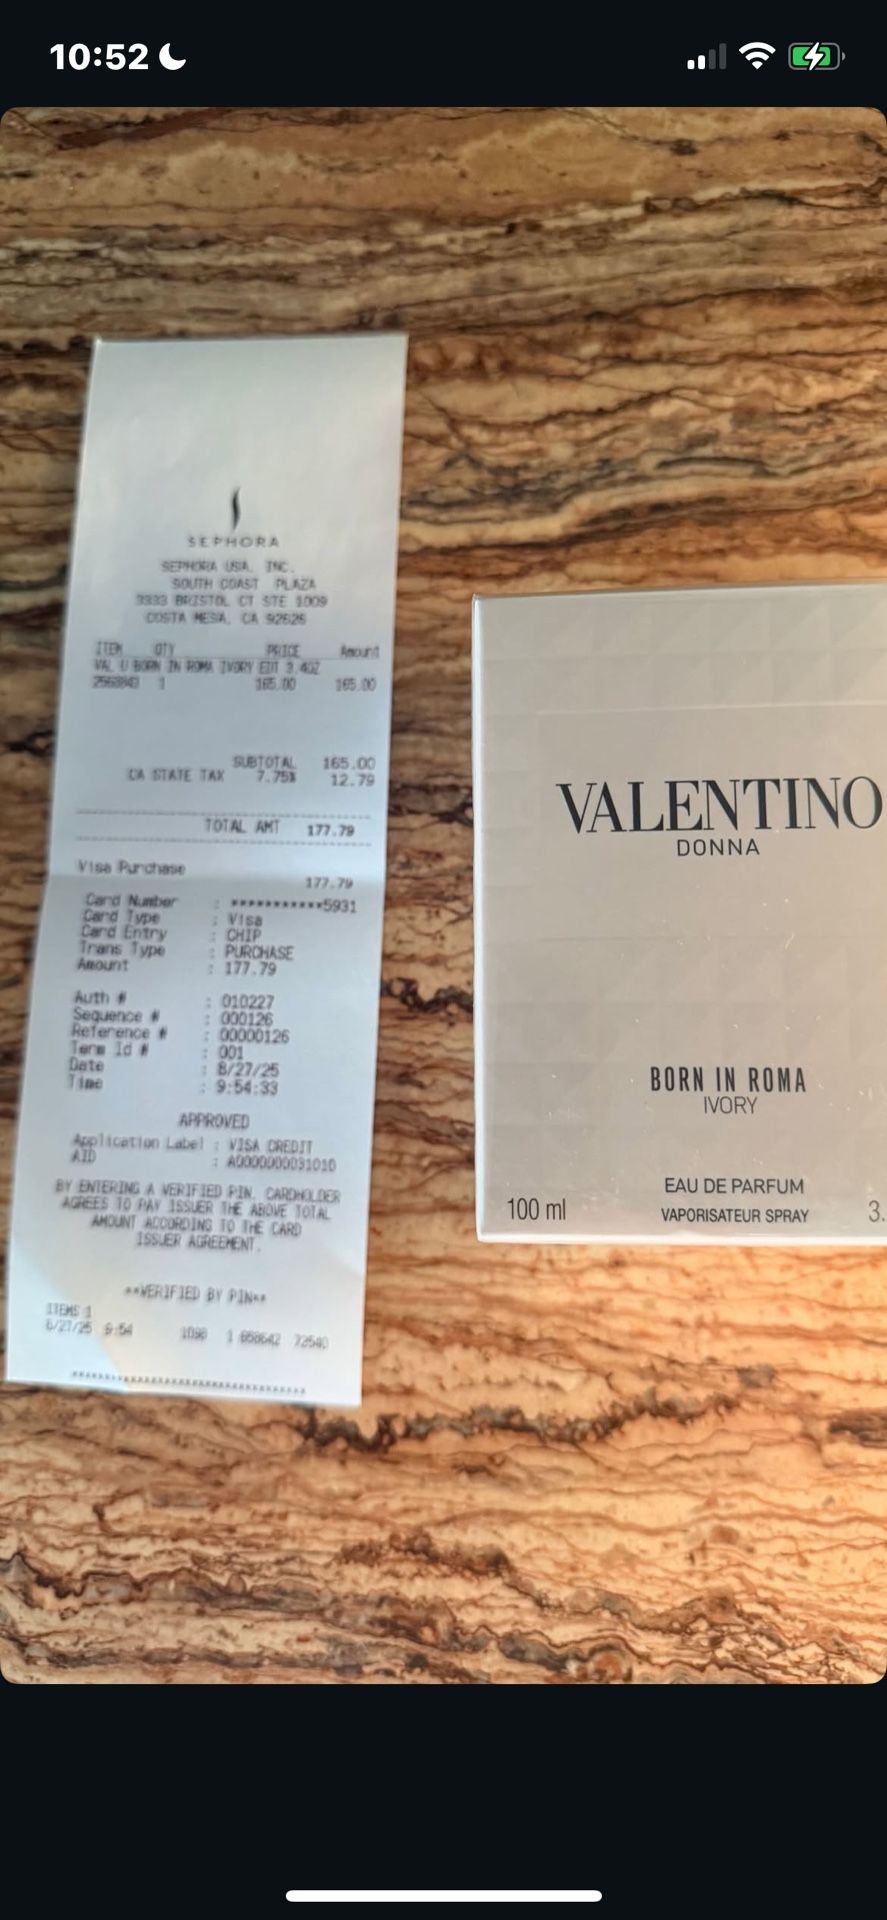 10:52
SEPHORA
SEPHORA USA, INC.
SOUTH COAST PLAZA
3333 BRISTOL CT STE 1009
COSTA MESA, CA 92626
ITEM QTY PRICE Amount
VAL U BORN IN ROMA IVORY EDT 3.4OZ
1 165.00 165.00
SUBTOTAL 165.00
CA STATE TAX 7.75% 12.79
TOTAL AMT 177.79
Visa Purchase
177.79
Card Number : ***********5931
Card Type : Visa
Card Entry : CHIP
Trans Type : PURCHASE
Amount : 177.79
Auth # : 010227
Sequence # : 000126
Reference # : 00000126
Term Id # : 001
Date : 8/27/25
Time : 9:54:33
APPROVED
Application Label : VISA CREDIT
AID : A0000000031010
BY ENTERING A VERIFIED PIN, CARDHOLDER
AGREES TO PAY ISSUER THE ABOVE TOTAL
AMOUNT ACCORDING TO THE CARD
ISSUER AGREEMENT.
**VERIFIED BY PIN**
ITEMS 1
9:54 1
VALENTINO
DONNA
BORN IN ROMA
IVORY
EAU DE PARFUM
100 ml VAPORISATEUR SPRAY 3.